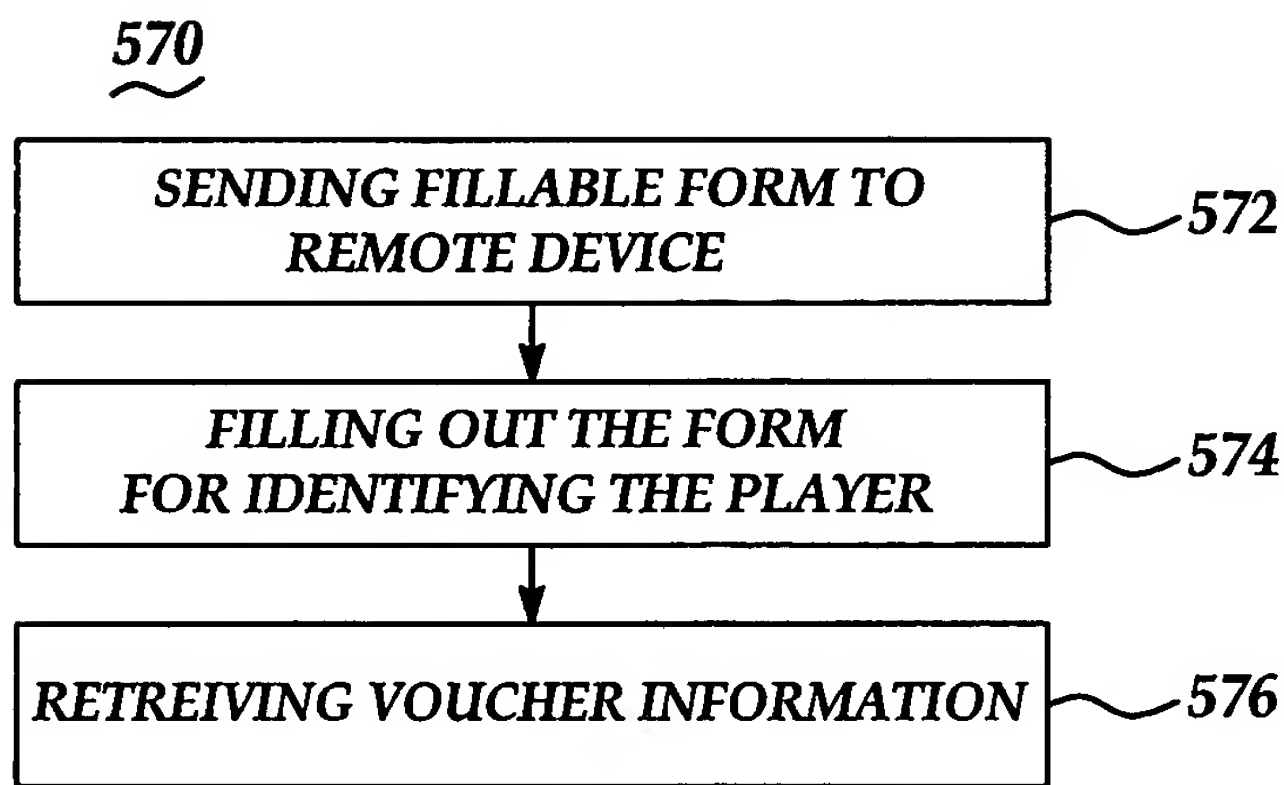 570
SENDING FILLABLE FORM TO
REMOTE DEVICE
572
FILLING OUT THE FORM
FOR IDENTIFYING THE PLAYER
574
RETREIVING VOUCHER INFORMATION
576